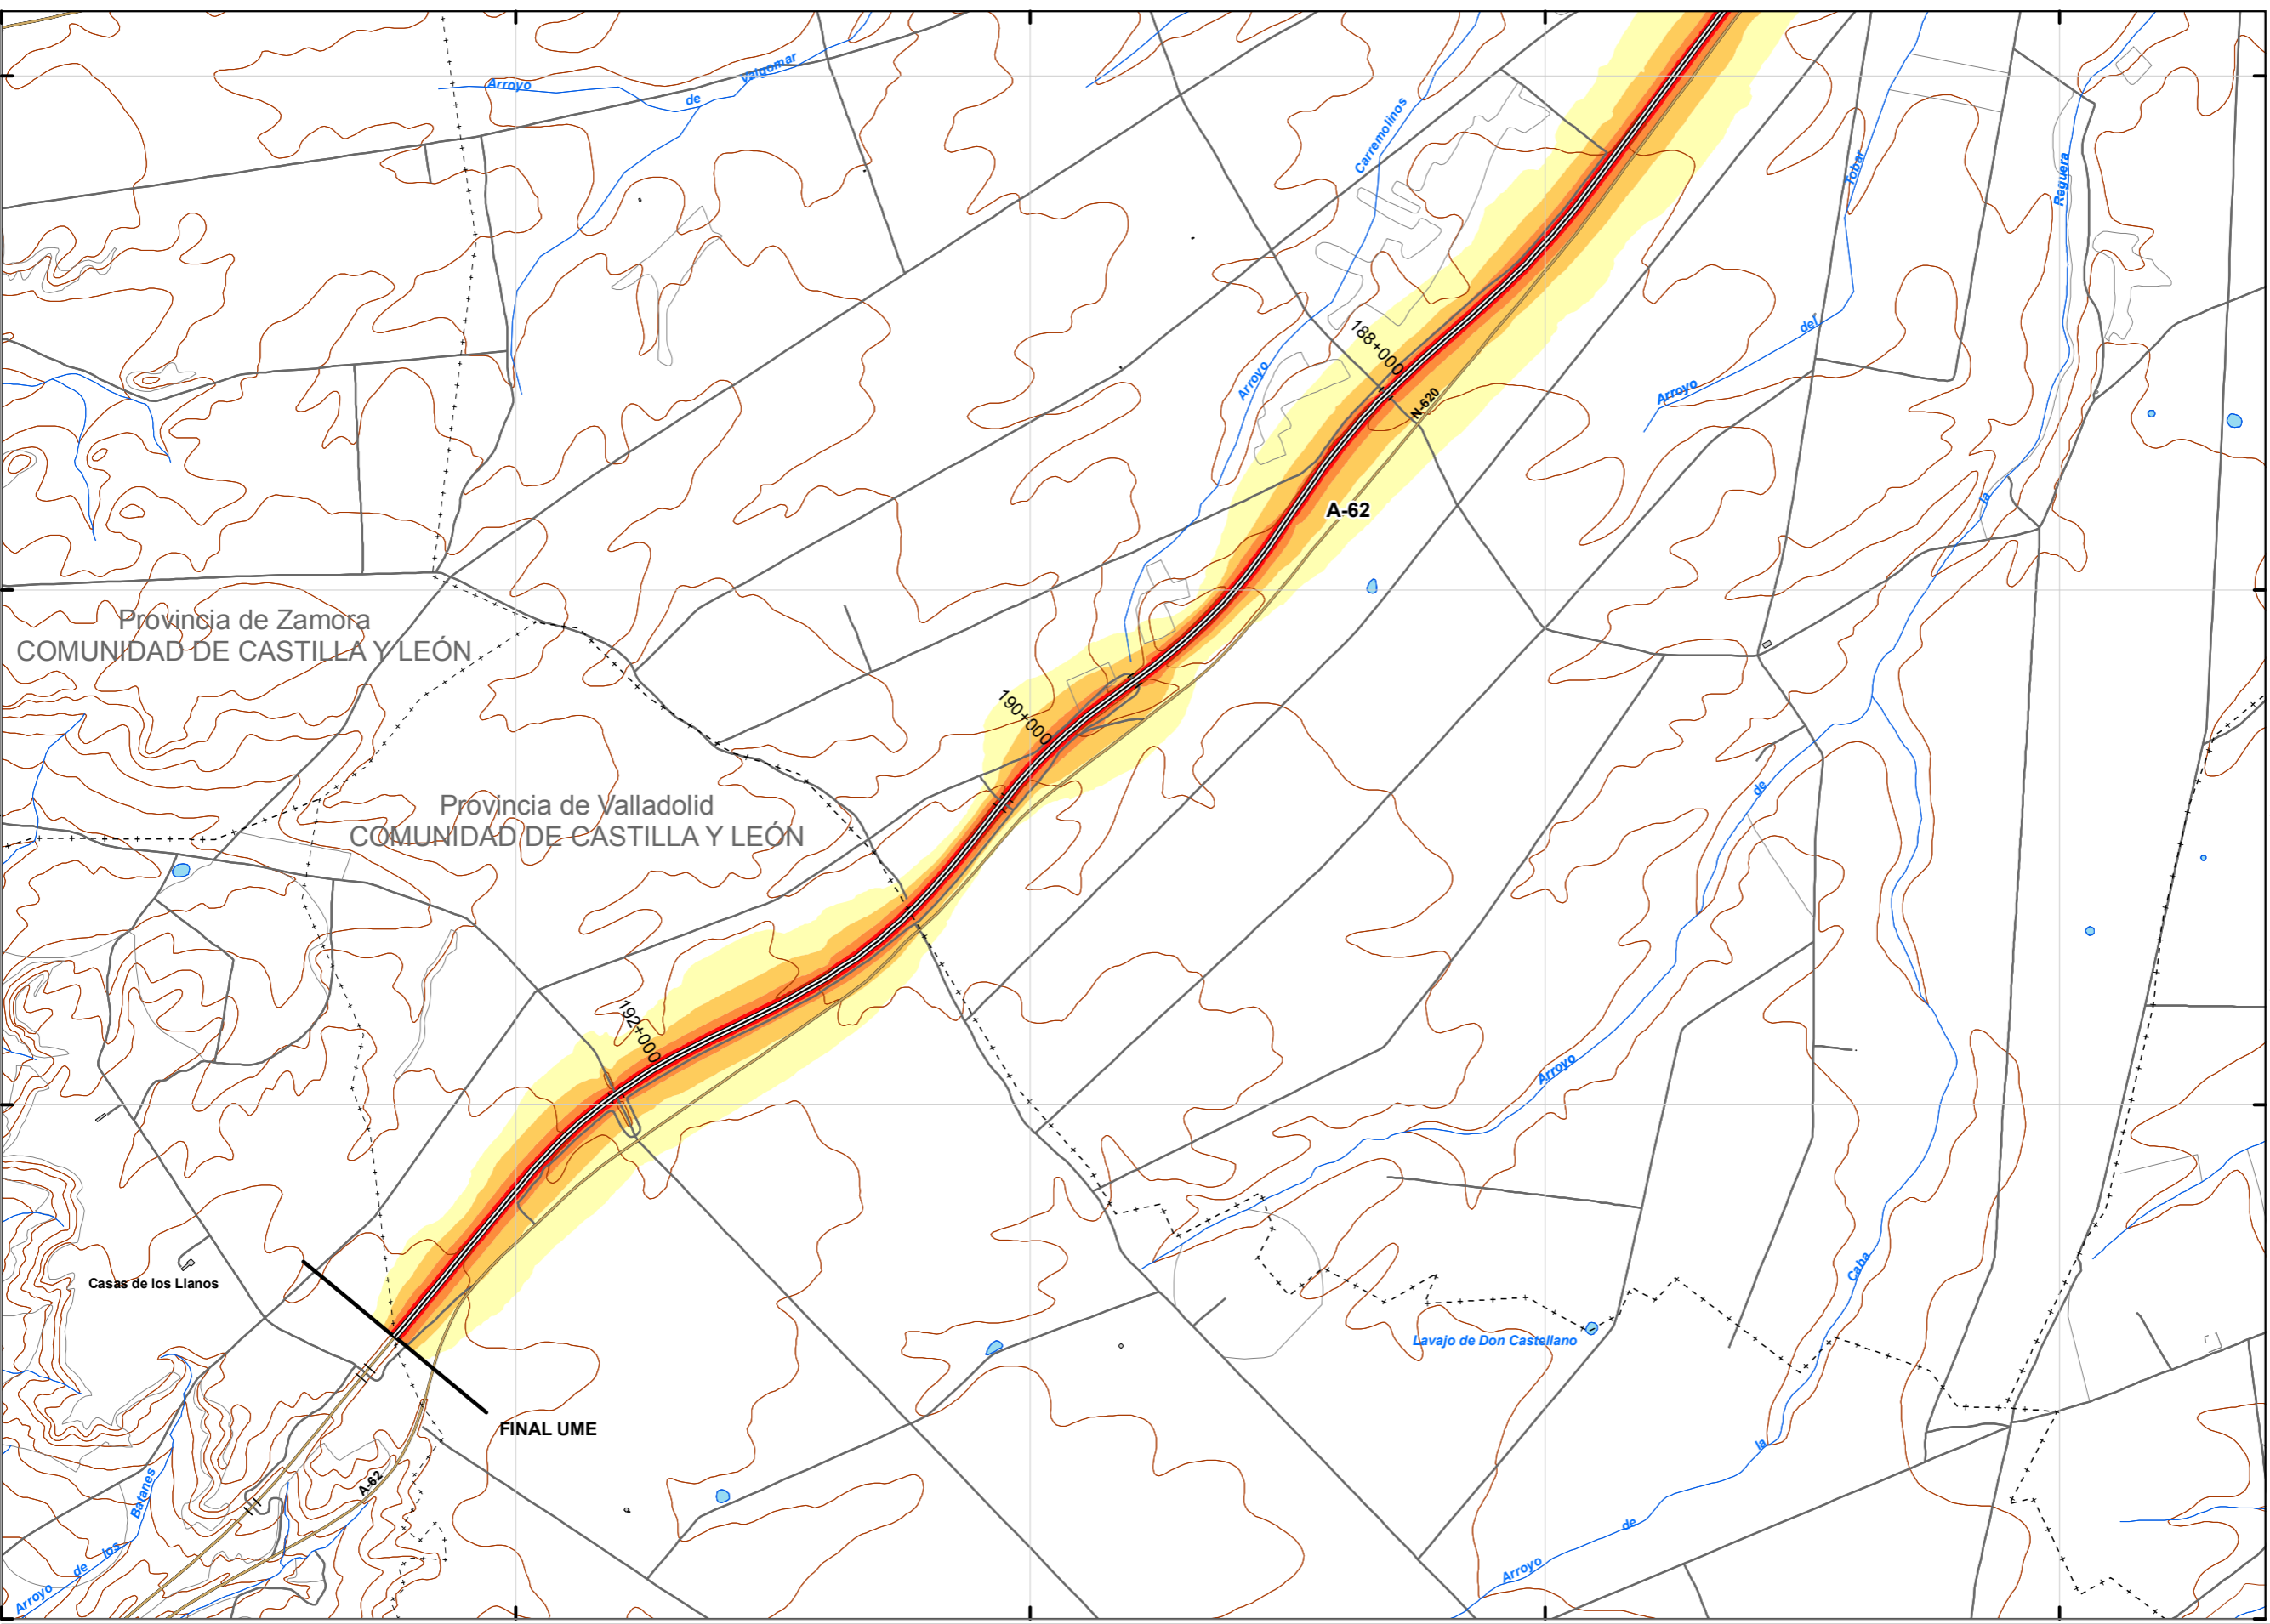 Arroyo de Valgomar
Arroyo Carremolinos
Arroyo del Tobar
Reguera
la
de
Arroyo
188+000
N-620
A-62
Provincia de Zamora
COMUNIDAD DE CASTILLA Y LEÓN
190+000
Provincia de Valladolid
COMUNIDAD DE CASTILLA Y LEÓN
192+000
Casas de los Llanos
FINAL UME
A-62
Arroyo de los Batanes
Lavajo de Don Castellano
Arroyo de la Caba